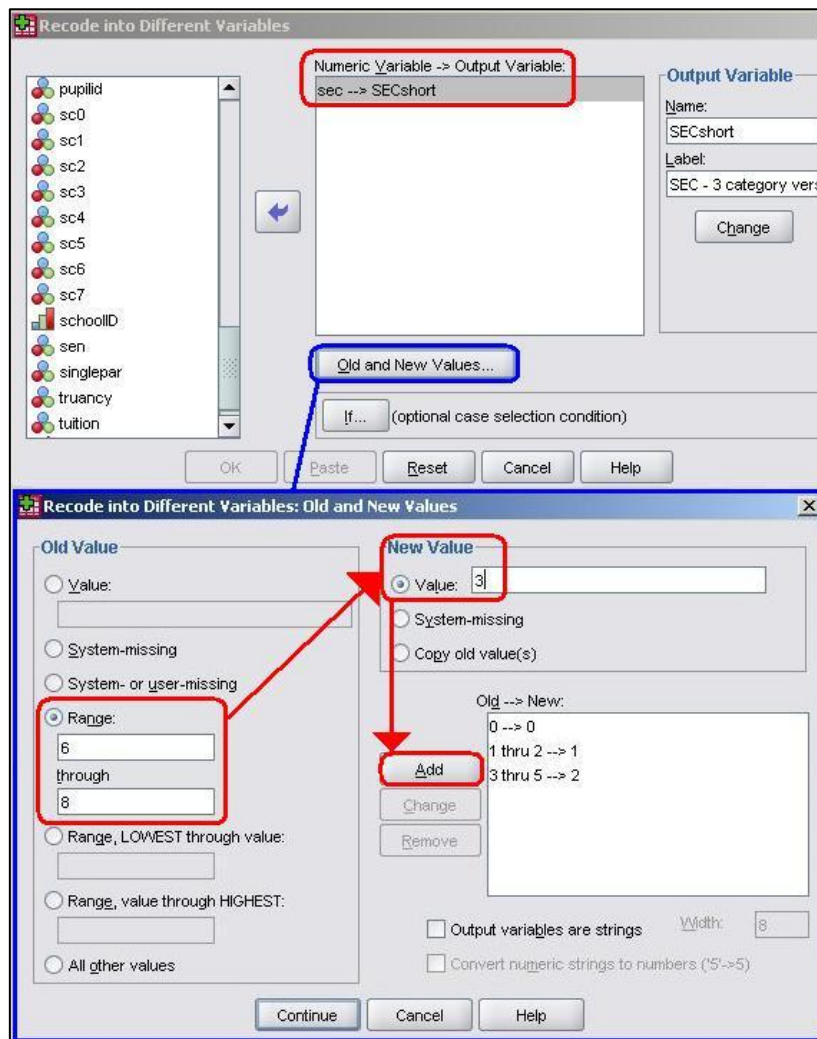 Recode into Different Variables
pupilid
sc0
sc1
sc2
sc3
sc4
sc5
sc6
sc7
schoolID
sen
singlepar
truancy
tuition
Numeric Variable -> Output Variable:
sec --> SECshort
Output Variable
Name:
SECshort
Label:
SEC - 3 category vers
Change
Old and New Values...
If... (optional case selection condition)
OK Paste Reset Cancel Help
Recode into Different Variables: Old and New Values
Old Value
Value:
System-missing
System- or user-missing
Range:
6
through
8
Range, LOWEST through value:
Range, value through HIGHEST:
All other values
New Value
Value: 3
System-missing
Copy old value(s)
Old --> New:
0 --> 0
1 thru 2 --> 1
3 thru 5 --> 2
Add
Change
Remove
Output variables are strings Width: 8
Convert numeric strings to numbers ('5'->5)
Continue Cancel Help